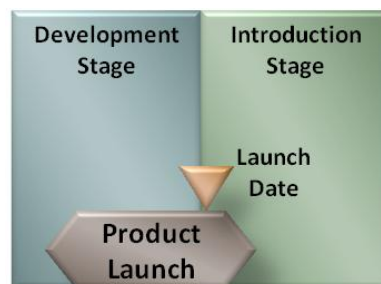 Development
Stage
Introduction
Stage
Launch
Date
Product
Launch